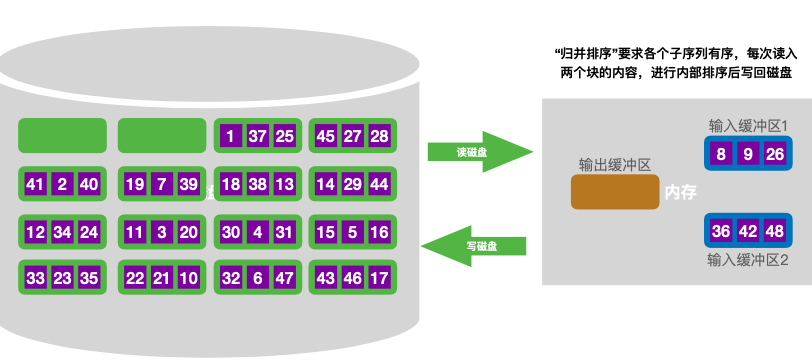 “归并排序”要求各个子序列有序，每次读入
两个块的内容，进行内部排序后写回磁盘
1 37 25 45 27 28
41 2 40 19 7 39 18 38 13 14 29 44
12 34 24 11 3 20 30 4 31 15 5 16
33 23 35 22 21 10 32 6 47 43 46 17
读磁盘
写磁盘
输入缓冲区1
8 9 26
输出缓冲区
内存
36 42 48
输入缓冲区2